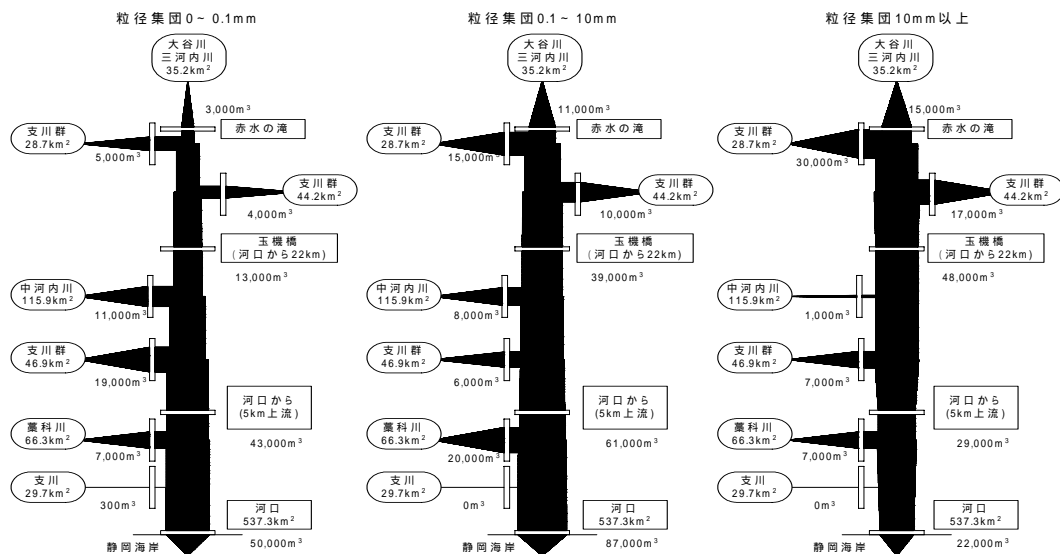 粒径集団0~0.1mm
大谷川
三河内川
35.2km²
3,000m³
赤水の滝
支川群
28.7km²
5,000m³
支川群
44.2km²
4,000m³
玉機橋
(河口から22km)
13,000m³
中河内川
115.9km²
11,000m³
支川群
46.9km²
19,000m³
河口から
(5km上流)
43,000m³
藁科川
66.3km²
7,000m³
支川
29.7km²
300m³
河口
537.3km²
静岡海岸
50,000m³
粒径集団0.1~10mm
大谷川
三河内川
35.2km²
11,000m³
赤水の滝
支川群
28.7km²
15,000m³
支川群
44.2km²
10,000m³
玉機橋
(河口から22km)
39,000m³
中河内川
115.9km²
8,000m³
支川群
46.9km²
6,000m³
河口から
(5km上流)
61,000m³
藁科川
66.3km²
20,000m³
支川
29.7km²
0m³
河口
537.3km²
静岡海岸
87,000m³
粒径集団10mm以上
大谷川
三河内川
35.2km²
15,000m³
赤水の滝
支川群
28.7km²
30,000m³
支川群
44.2km²
17,000m³
玉機橋
(河口から22km)
48,000m³
中河内川
115.9km²
1,000m³
支川群
46.9km²
7,000m³
河口から
(5km上流)
29,000m³
藁科川
66.3km²
7,000m³
支川
29.7km²
0m³
河口
537.3km²
静岡海岸
22,000m³